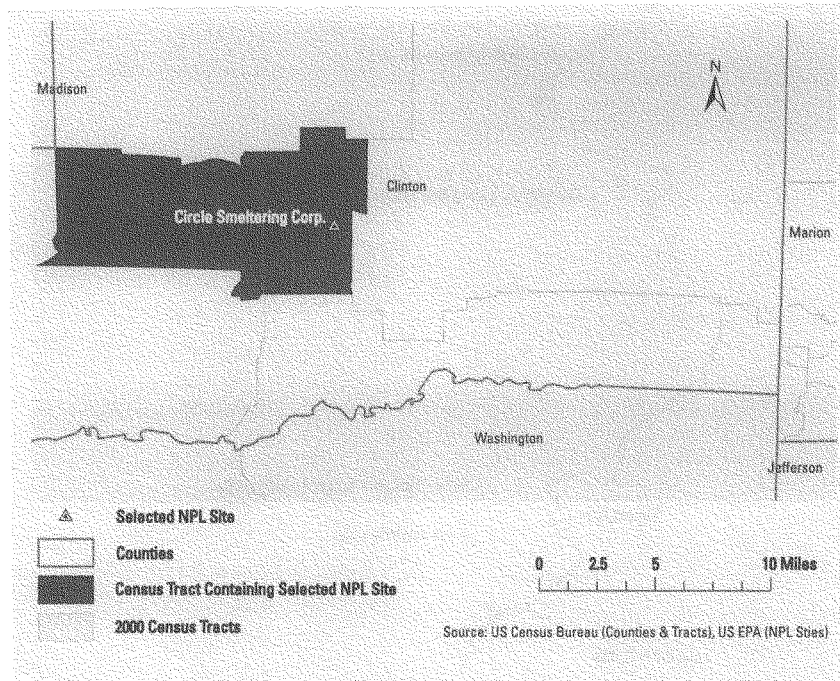 N
Madison
Clinton
Circle Smeltering Corp.
Marion
Washington
Jefferson
Selected NPL Site
Counties
Census Tract Containing Selected NPL Site
2000 Census Tracts
0 2.5 5 10 Miles
Source: US Census Bureau (Counties & Tracts), US EPA (NPL Sties)